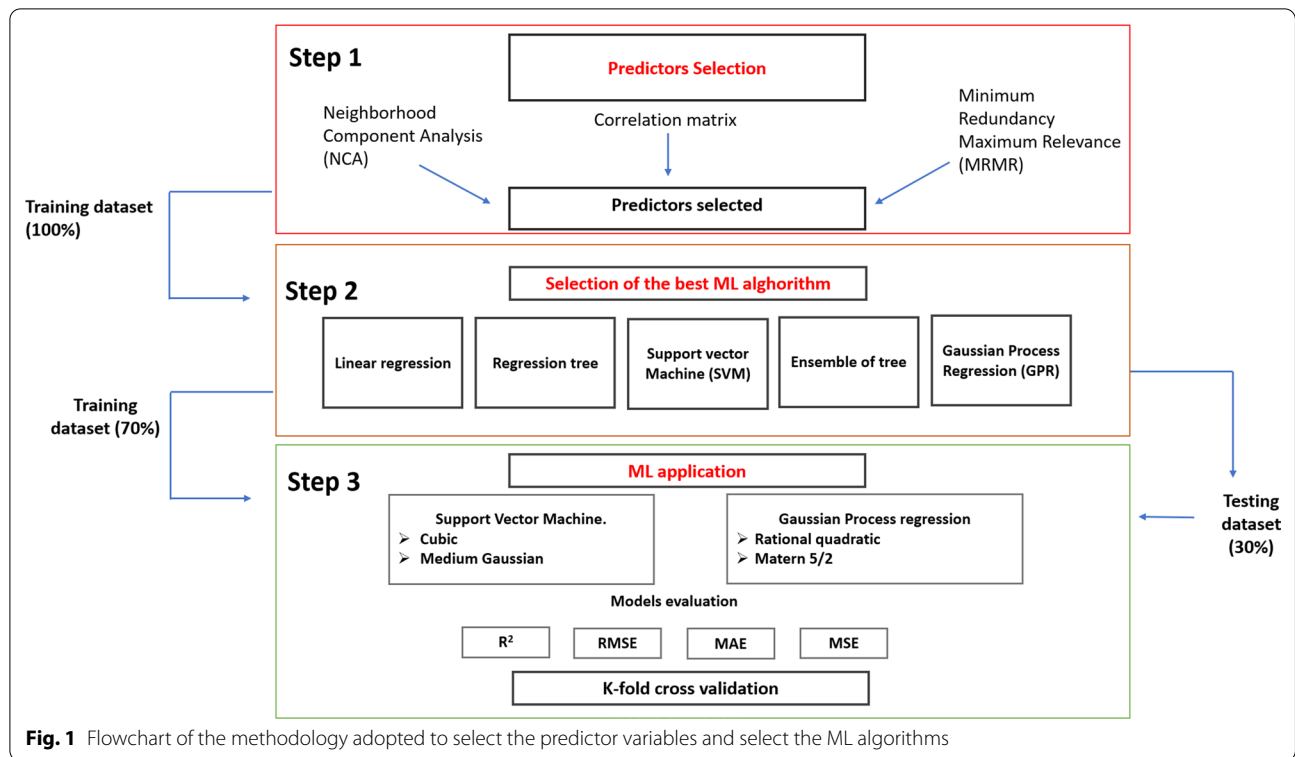 Step 1
Predictors Selection
Neighborhood
Component Analysis
(NCA)
Correlation matrix
Minimum
Redundancy
Maximum Relevance
(MRMR)
Predictors selected
Training dataset
(100%)
Step 2
Selection of the best ML alghorithm
Linear regression
Regression tree
Support vector
Machine (SVM)
Ensemble of tree
Gaussian Process
Regression (GPR)
Training
dataset (70%)
Step 3
ML application
Support Vector Machine.
➢ Cubic
➢ Medium Gaussian
Gaussian Process regression
➢ Rational quadratic
➢ Matern 5/2
Testing
dataset
(30%)
Models evaluation
R²
RMSE
MAE
MSE
K-fold cross validation
Fig. 1 Flowchart of the methodology adopted to select the predictor variables and select the ML algorithms